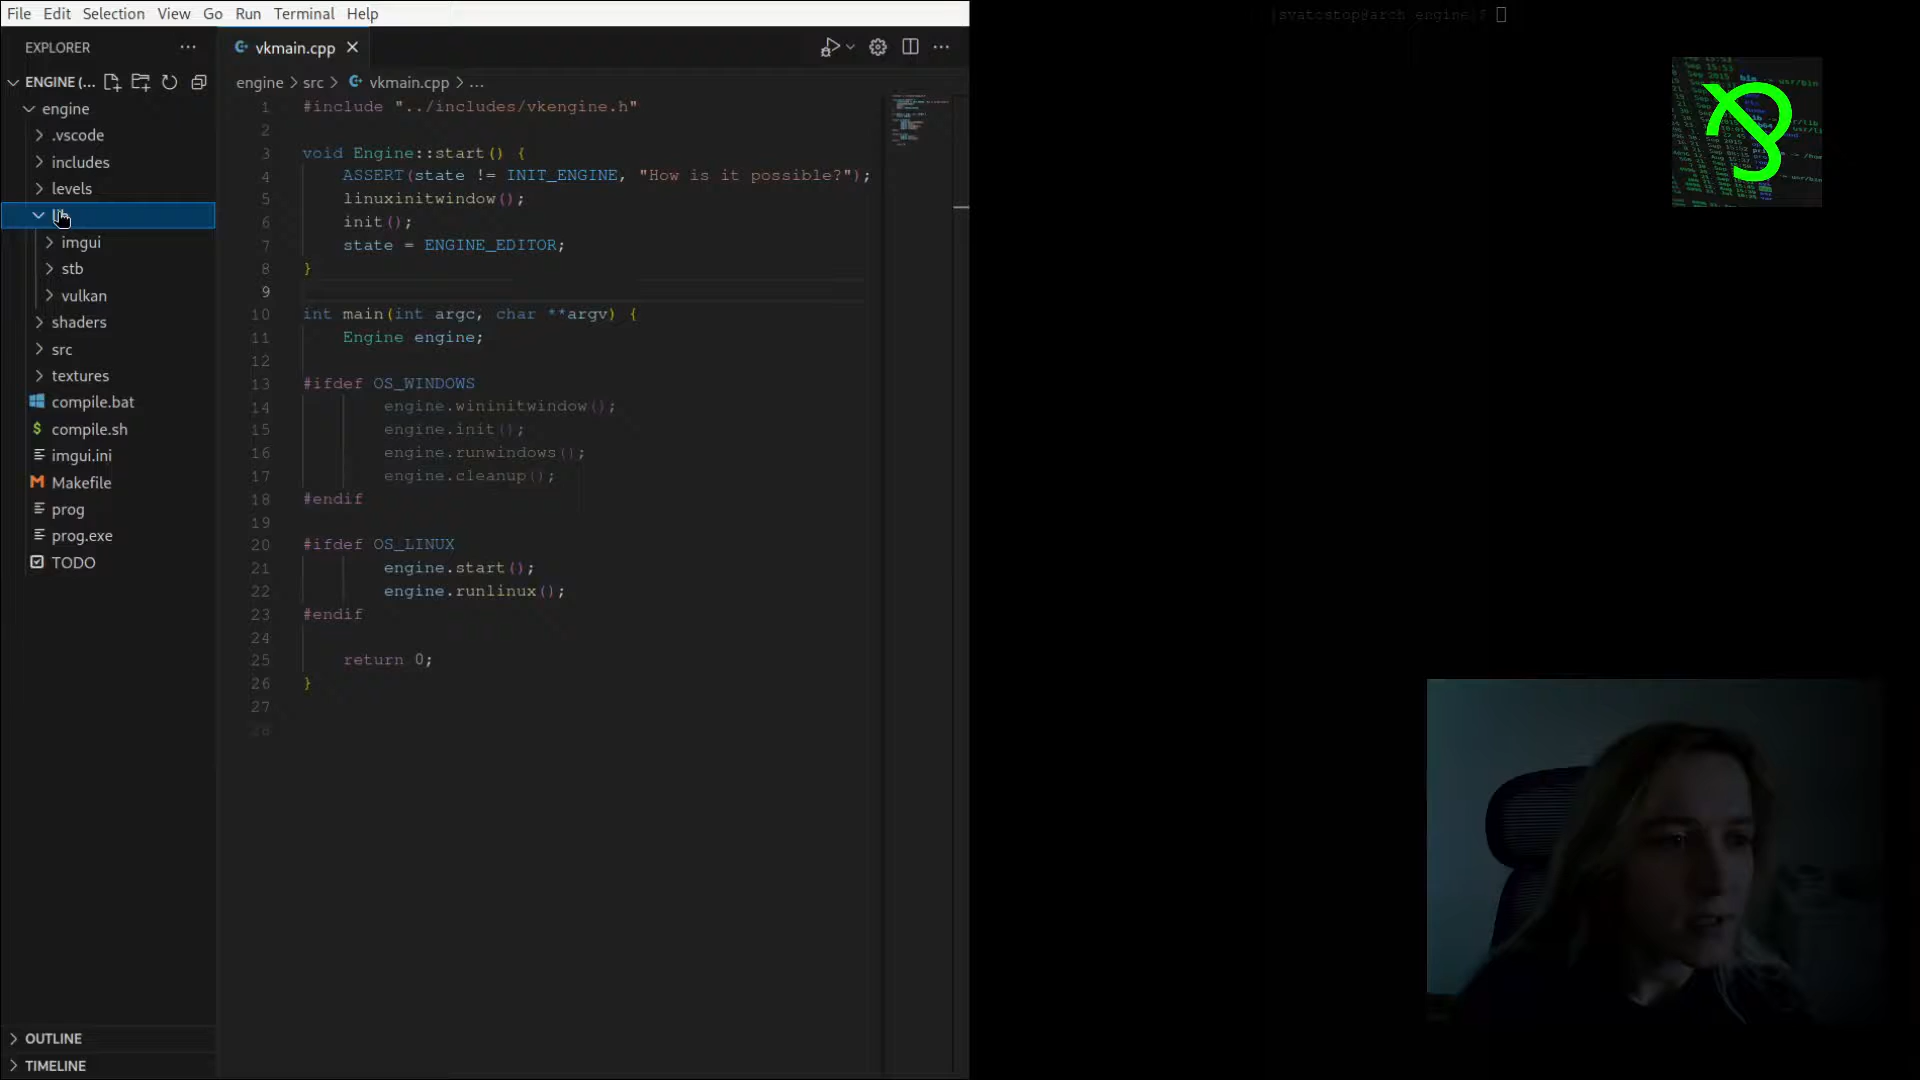 File Edit Selection View Go Run Terminal Help
EXPLORER
ENGINE (...
engine
.vscode
includes
levels
imgui
stb
vulkan
shaders
src
textures
compile.bat
compile.sh
imgui.ini
Makefile
prog
prog.exe
TODO
OUTLINE
TIMELINE
vkmain.cpp
engine > src > vkmain.cpp > ...
1 #include "../includes/vkengine.h"
2
3 void Engine::start() {
4 ASSERT(state != INIT_ENGINE, "How is it possible?");
5 linuxinitwindow();
6 init();
7 state = ENGINE_EDITOR;
8 }
9
10 int main(int argc, char **argv) {
11 Engine engine;
12
13 #ifdef OS_WINDOWS
14 engine.wininitwindow();
15 engine.init();
16 engine.runwindows();
17 engine.cleanup();
18 #endif
19
20 #ifdef OS_LINUX
21 engine.start();
22 engine.runlinux();
23 #endif
24
25 return 0;
26 }
27
28
[svatostop@arch engine]$